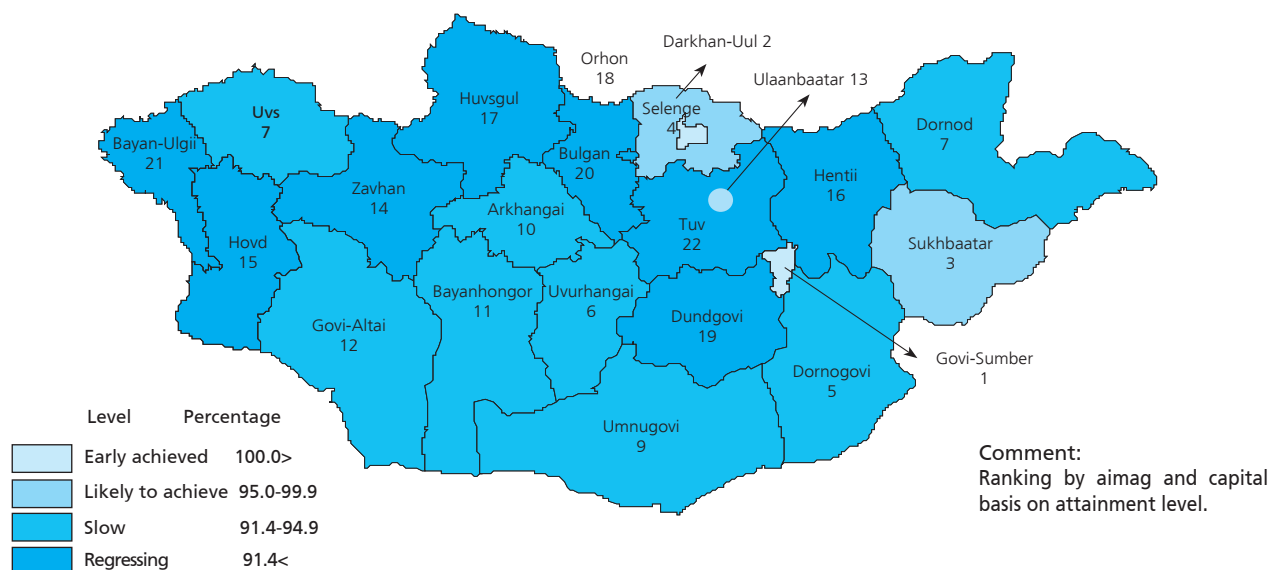 Darkhan-Uul 2
Orhon
18
Ulaanbaatar 13
Huvsgul
17
Selenge
4
Uvs
7
Dornod
7
Bayan-Ulgii
21
Bulgan
20
Hentii
16
Zavhan
14
Arkhangai
10
Tuv
22
Hovd
15
Sukhbaatar
3
Bayanhongor
11
Uvurhangai
6
Dundgovi
19
Govi-Altai
12
Govi-Sumber
1
Dornogovi
5
Umnugovi
9
Level Percentage
Early achieved 100.0>
Likely to achieve 95.0-99.9
Slow 91.4-94.9
Regressing 91.4<
Comment:
Ranking by aimag and capital
basis on attainment level.